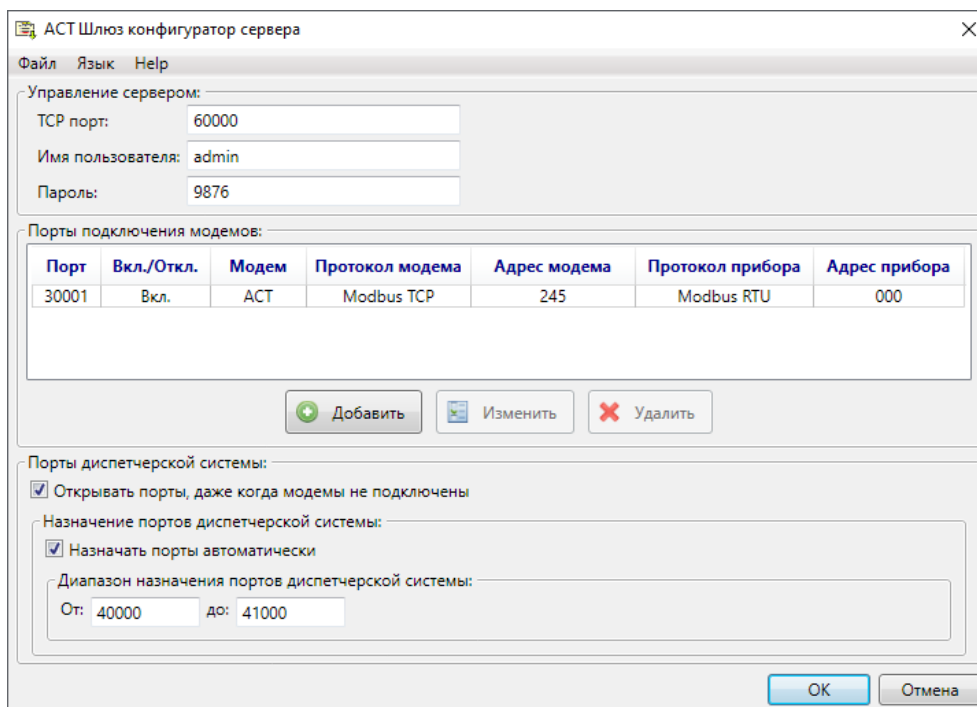 АСТ Шлюз конфигуратор сервера
Файл Язык Help
Управление сервером:
TCP порт: 60000
Имя пользователя: admin
Пароль: 9876
Порты подключения модемов:
Порт Вкл./Откл. Модем Протокол модема Адрес модема Протокол прибора Адрес прибора
30001 Вкл. АСТ Modbus TCP 245 Modbus RTU 000
Добавить Изменить Удалить
Порты диспетчерской системы:
Открывать порты, даже когда модемы не подключены
Назначение портов диспетчерской системы:
Назначать порты автоматически
Диапазон назначения портов диспетчерской системы:
От: 40000 до: 41000
OK Отмена